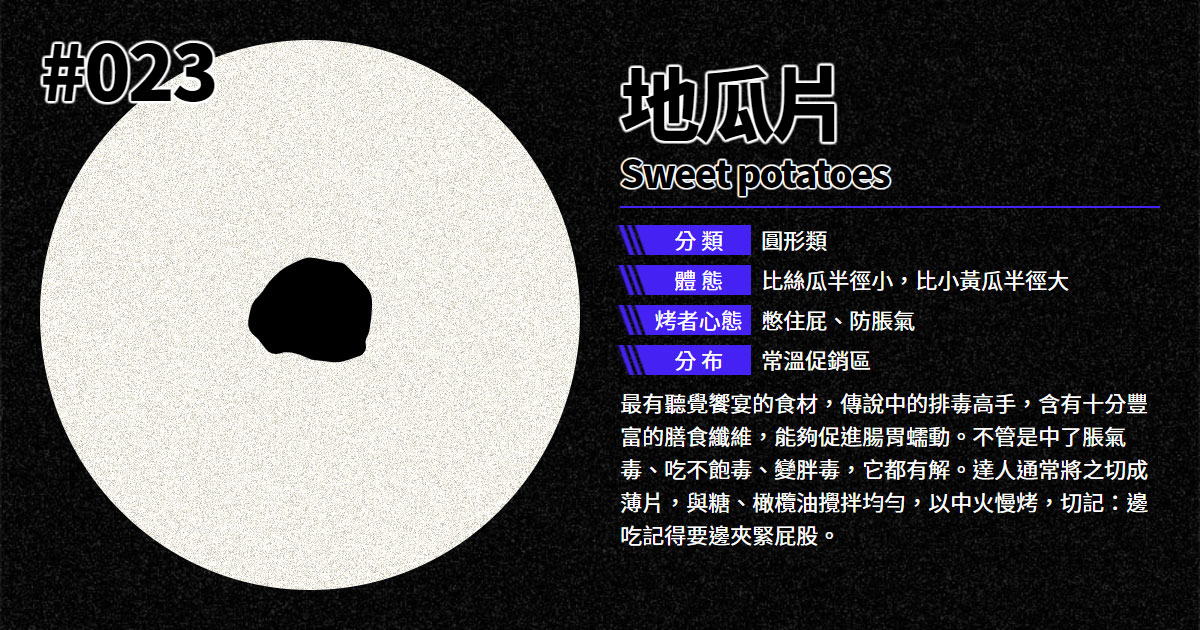 #023
地瓜片
Sweet potatoes
分類 圓形類
體態 比絲瓜半徑小，比小黃瓜半徑大
烤者心態 憋住屁、防脹氣
分布 常溫促銷區
最有聽覺饗宴的食材，傳說中的排毒高手，含有十分豐
富的膳食纖維，能夠促進腸胃蠕動。不管是中了脹氣
毒、吃不飽毒、變胖毒，它都有解。達人通常將之切成
薄片，與糖、橄欖油攪拌均勻，以中火慢烤，切記：邊
吃記得要邊夾緊屁股。